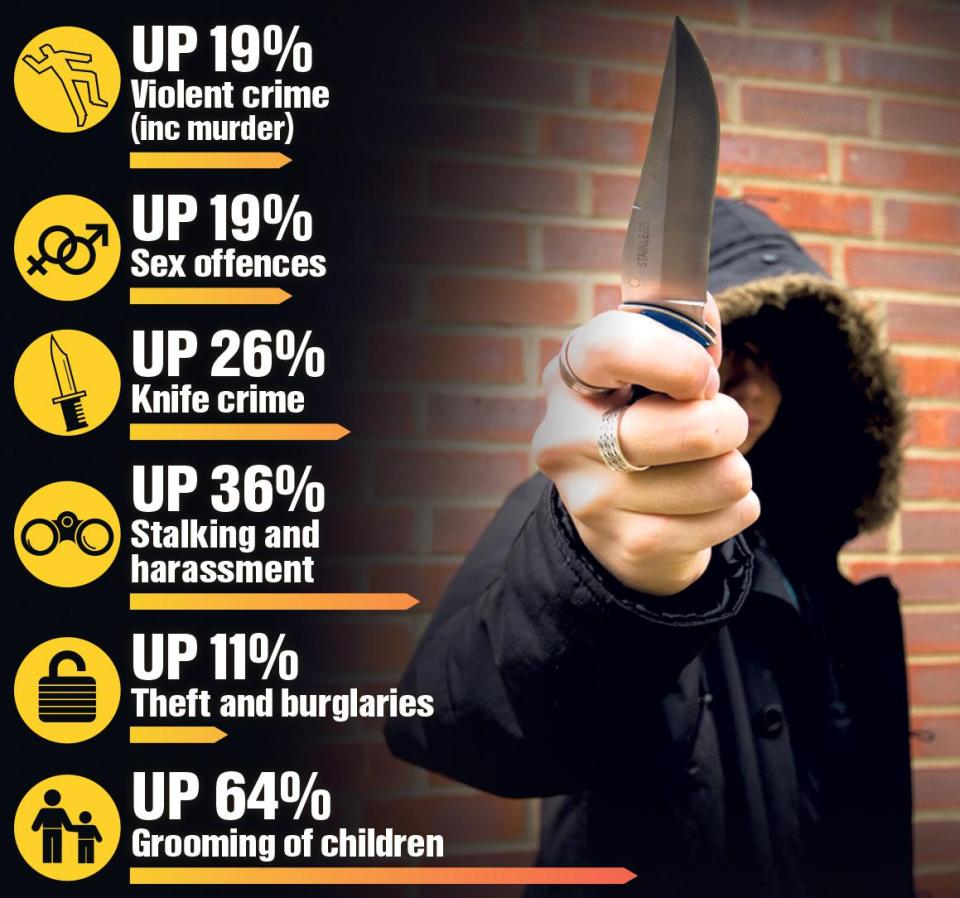 UP 19%
Violent crime
(inc murder)
UP 19%
Sex offences
UP 26%
Knife crime
UP 36%
Stalking and
harassment
UP 11%
Theft and burglaries
UP 64%
Grooming of children
STAINLESS